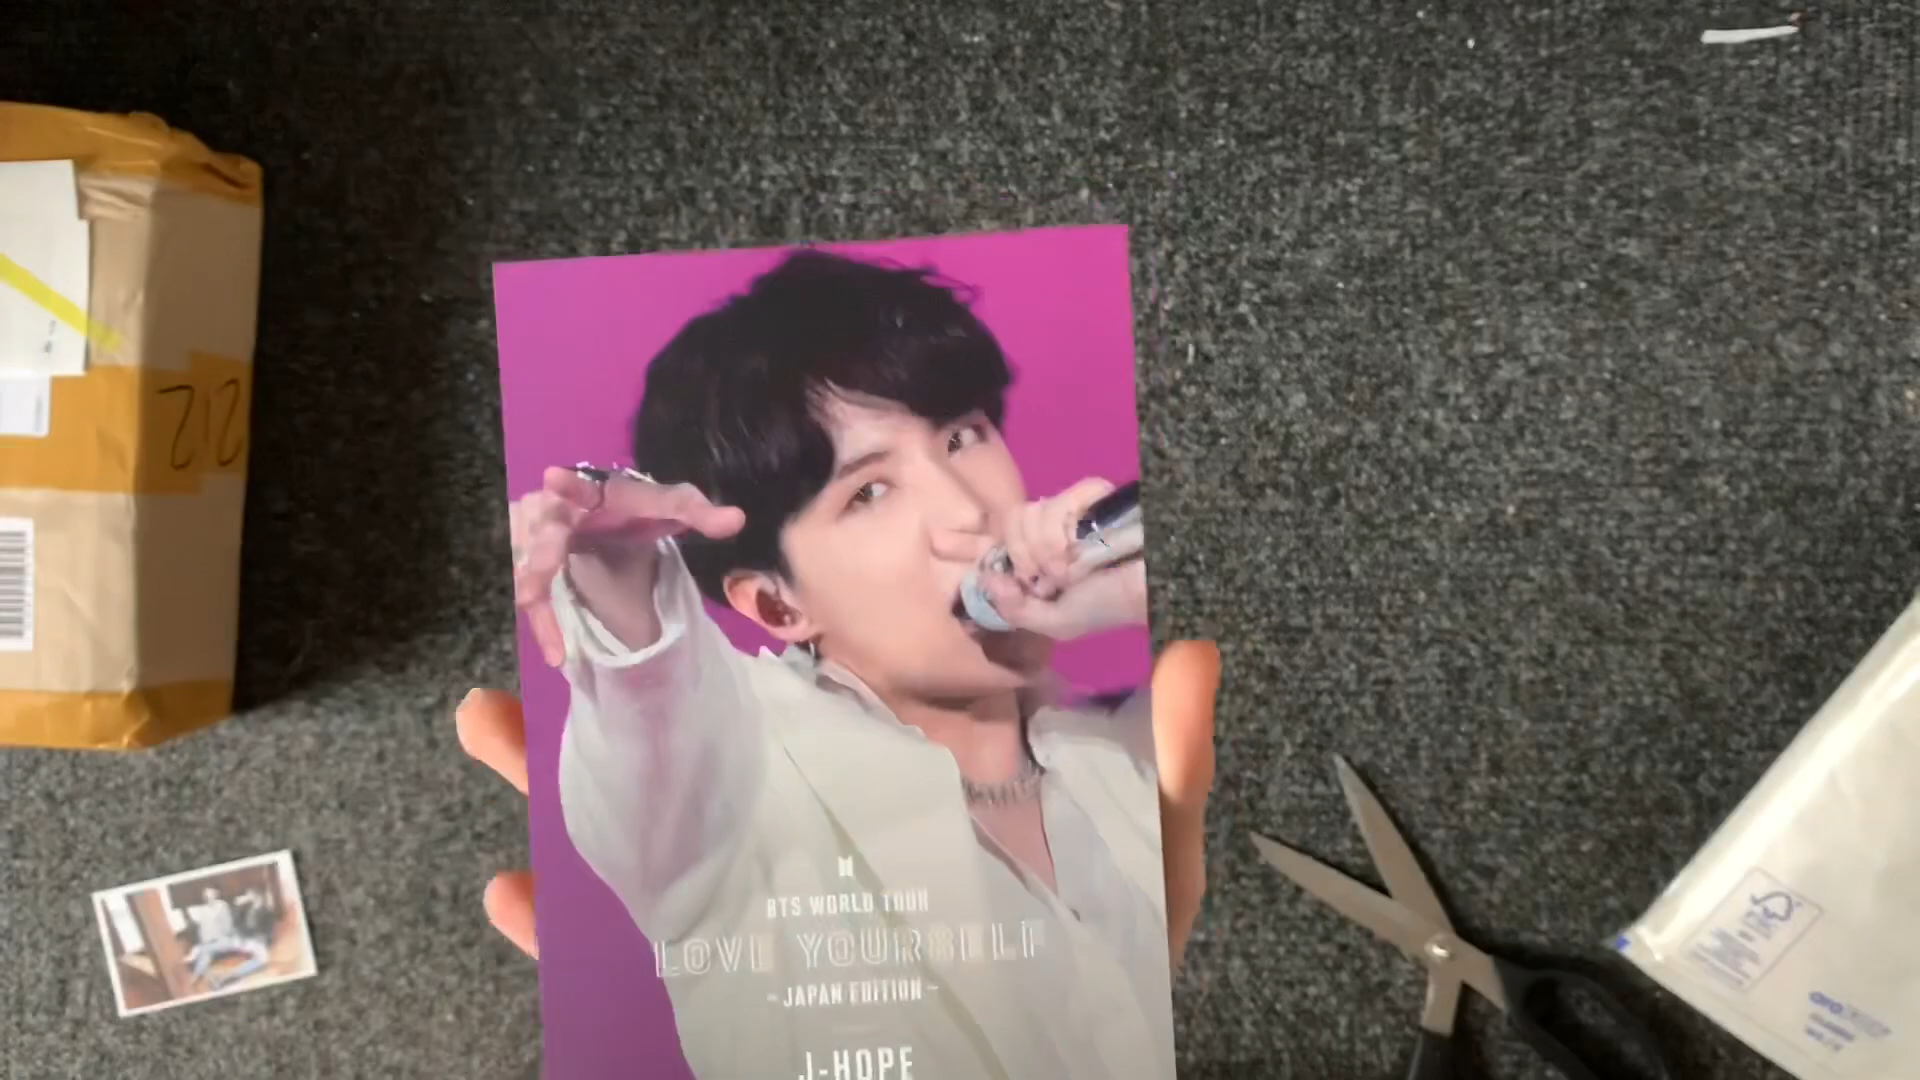 212
BTS WORLD TOUR
LOVE YOURSELF
~JAPAN EDITION~
J-HOPE